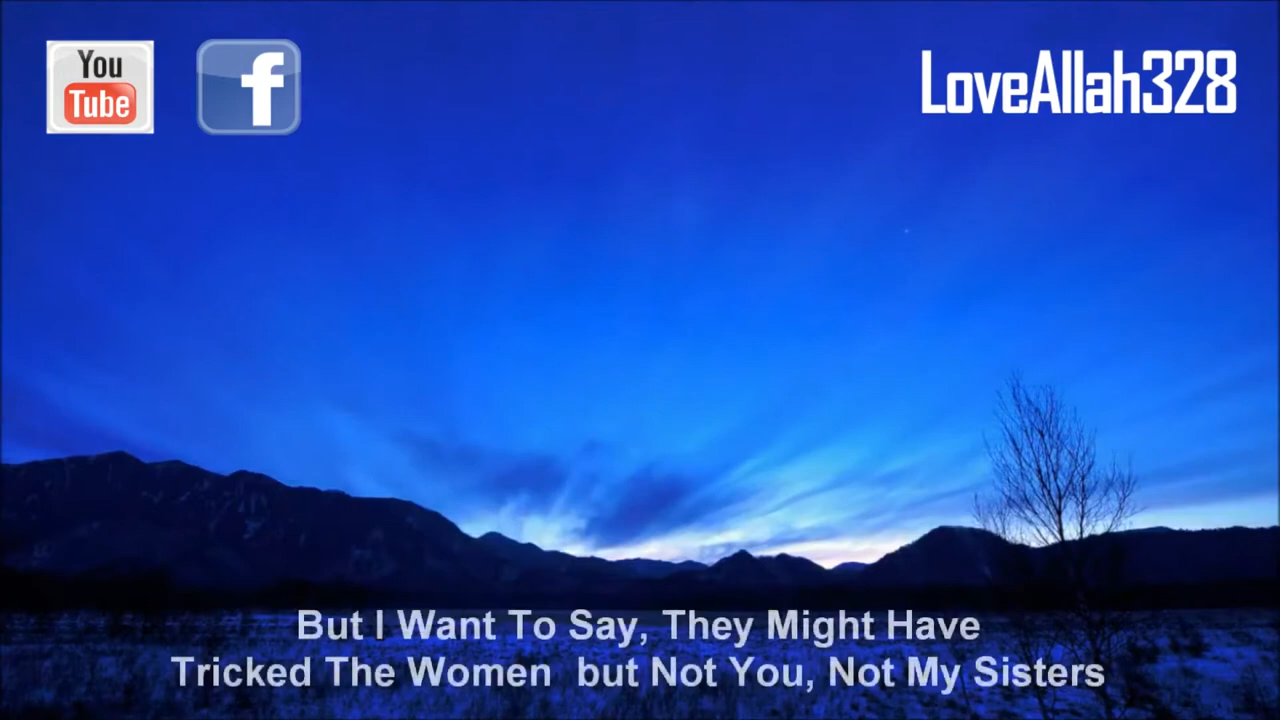 You
Tube
f
LoveAllah328
But I Want To Say, They Might Have
Tricked The Women but Not You, Not My Sisters